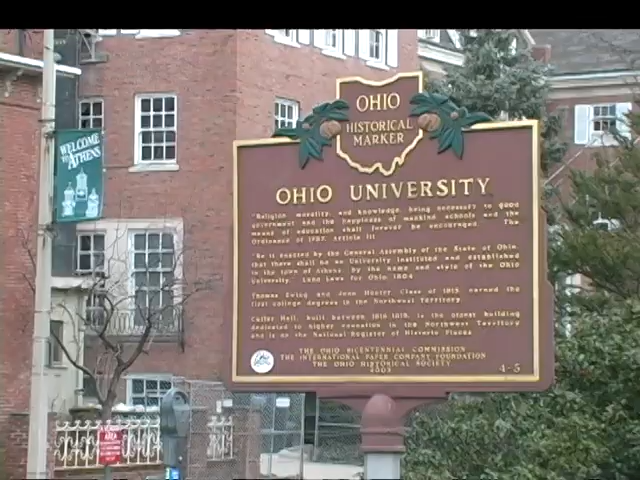 WELCOME
TO ATHENS
OHIO
HISTORICAL
MARKER
OHIO UNIVERSITY
"Religion, morality, and knowledge, being necessary to good
government and the happiness of mankind, schools and the
means of education shall forever be encouraged." The
Ordinance of 1787, Article III
"Be it enacted by the General Assembly of the State of Ohio,
that there shall be an University instituted and established
in the town of Athens, by the name and style of the Ohio
University." Laws for Ohio, 1804
Thomas Ewing and John Hunter, Class of 1815, earned the
first college degrees in the Northwest Territory.
Cutler Hall, built between 1816-1819, is the oldest building
dedicated to higher education in the Northwest Territory
and is on the National Register of Historic Places
THE OHIO BICENTENNIAL COMMISSION
THE INTERNATIONAL PAPER COMPANY FOUNDATION
THE OHIO HISTORICAL SOCIETY
2003
4-5
AREA